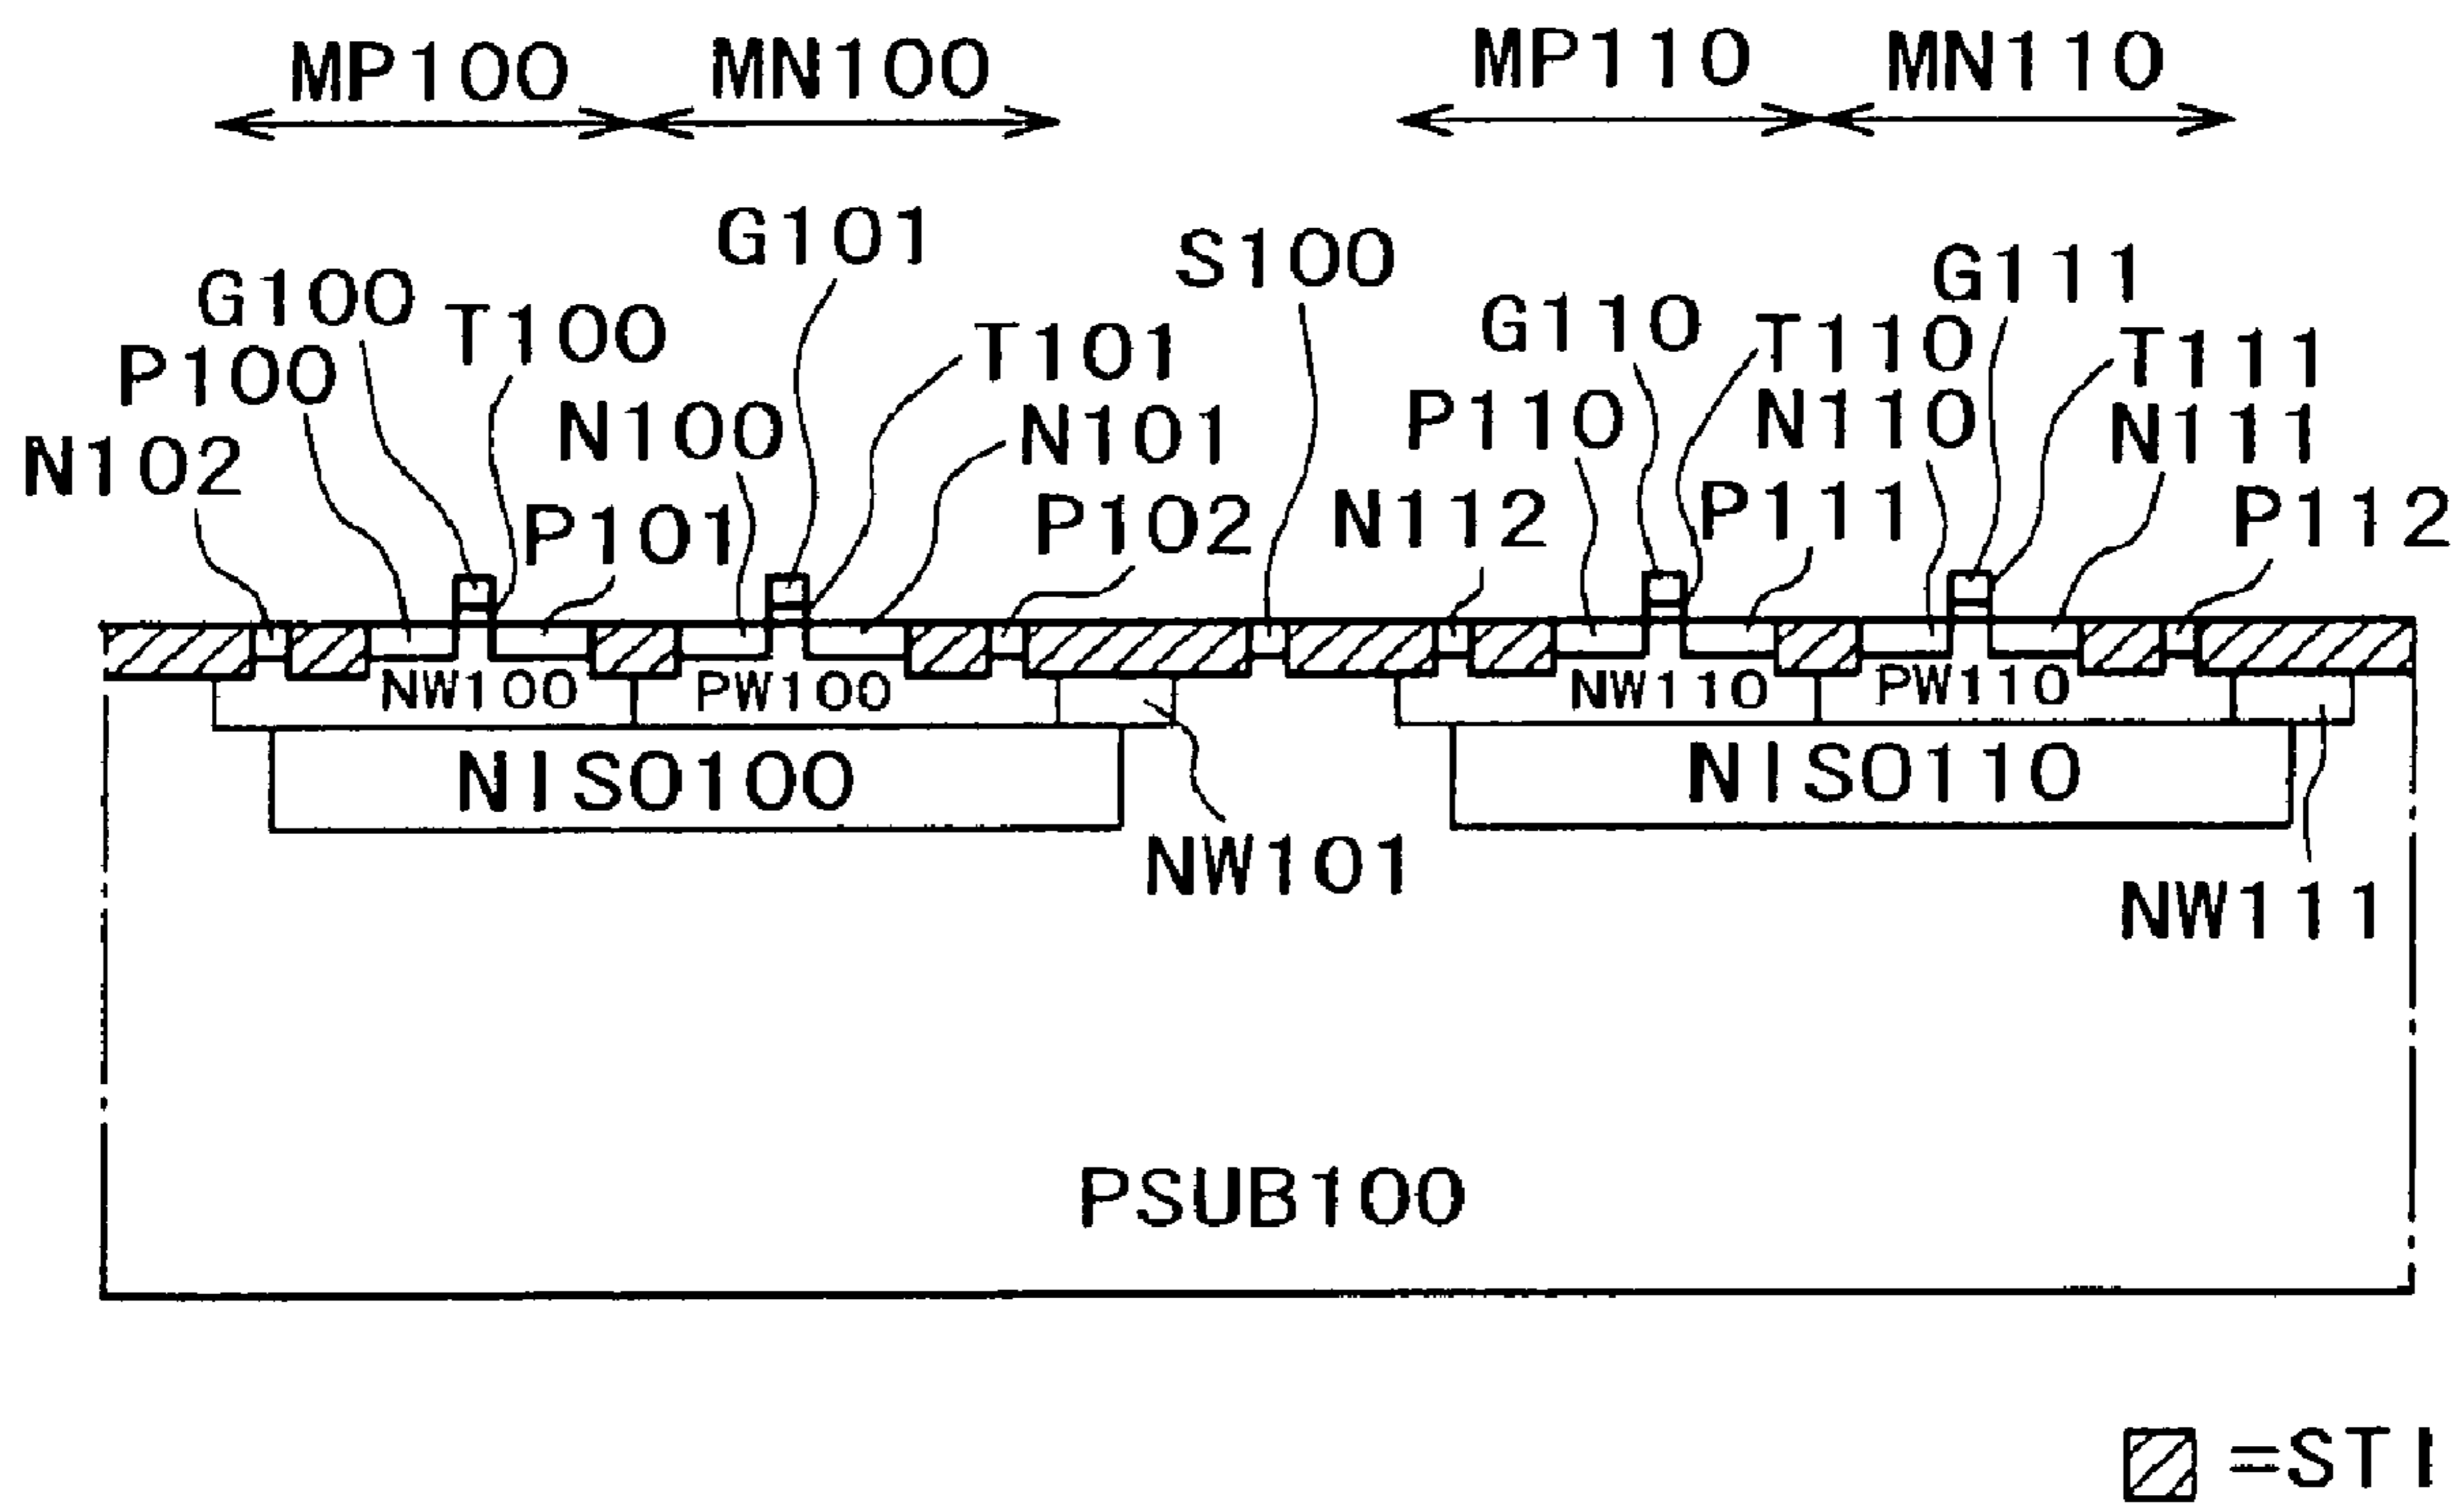 MP100 MN100 MP110 MN110
G101 S100 G111
G100 T100 G110 T110
P100 T101 T111
N100 N101 P110 N110 N111
N102 P101 P102 N112 P111 P112
NW100 PW100 NW110 PW110
NISO100 NISO110
NW101
NW111
PSUB100
=STI